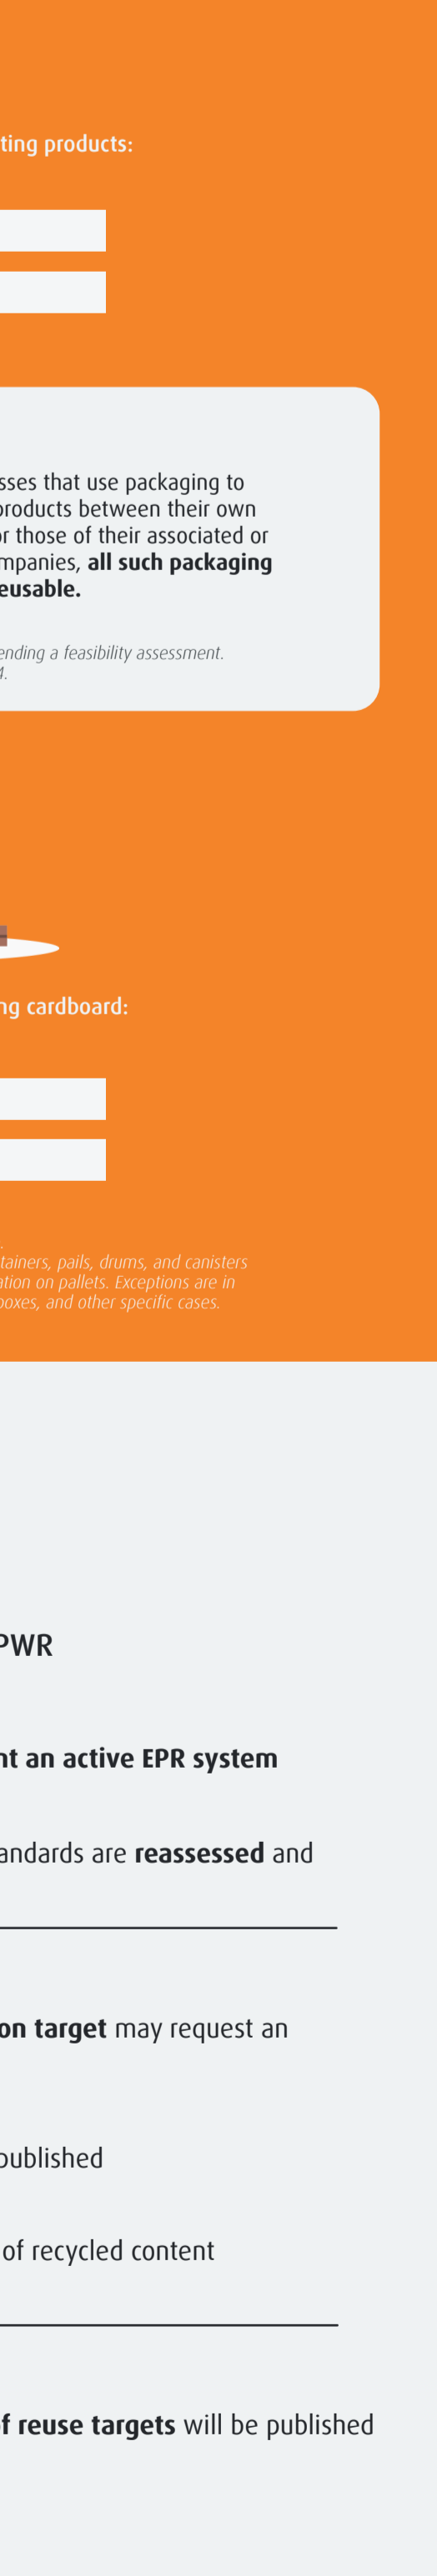 ting products:
sses that use packaging to
products between their own
or those of their associated or
mpanies, all such packaging
eusable.
ending a feasibility assessment.
4.
ng cardboard:
.
tainers, pails, drums, and canisters
ation on pallets. Exceptions are in
boxes, and other specific cases.
PWR
nt an active EPR system
andards are reassessed and
on target may request an
published
of recycled content
of reuse targets will be published